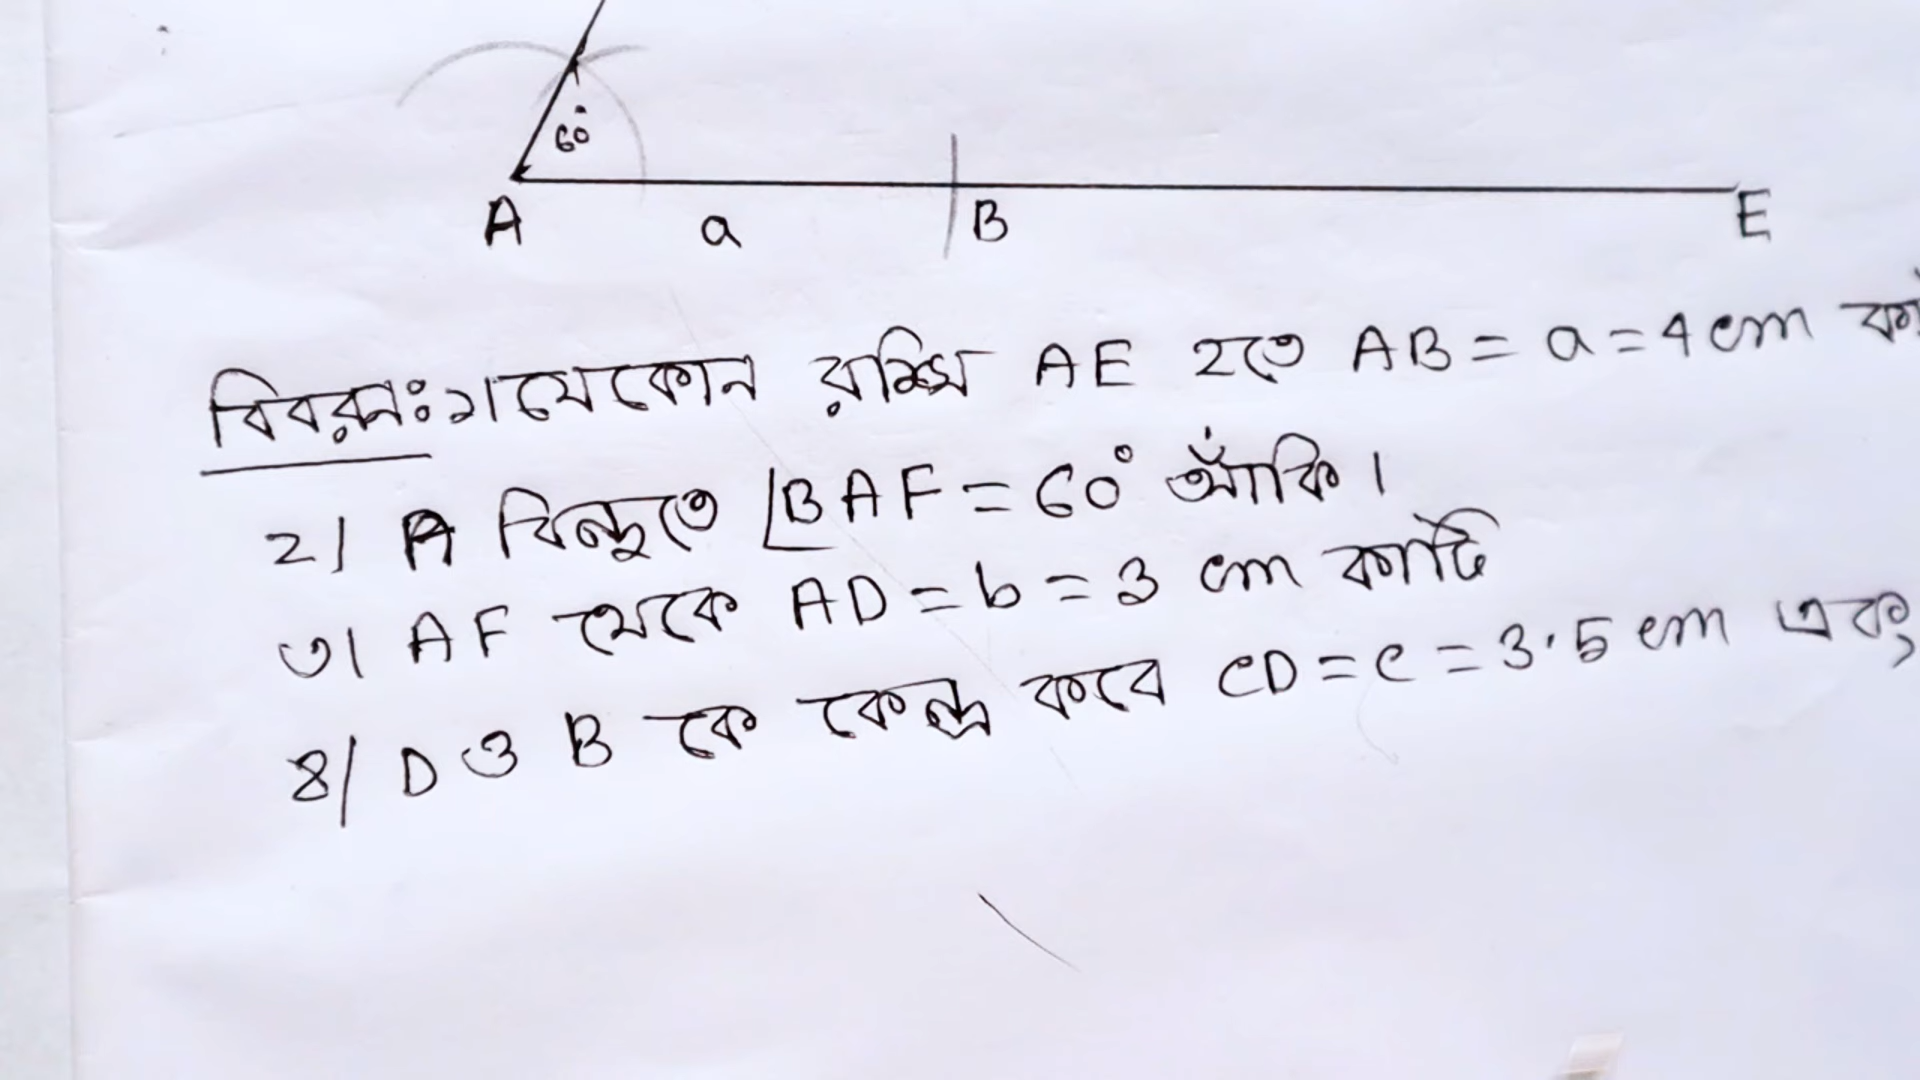 60°
A a B E
বিবরনঃ ১। যেকোন রশ্মি AE হতে AB = a = 4 cm
২। A বিন্দুতে ∠BAF = 60° আঁকি।
৩। AF থেকে AD = b = 3 cm কাটি
৪। D ও B কে কেন্দ্র করে CD = c = 3.5 cm এবং